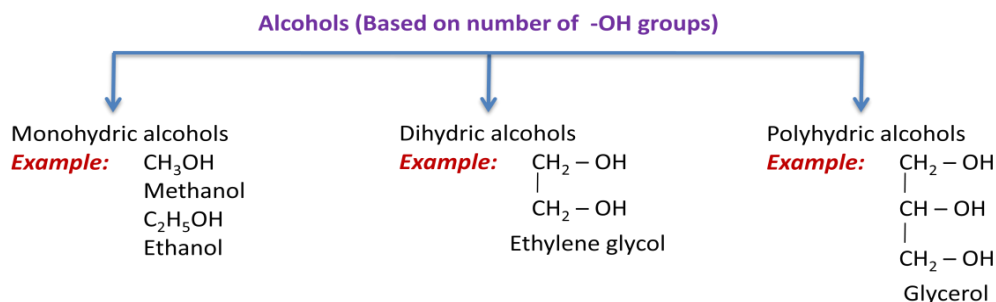 Alcohols (Based on number of -OH groups)
Monohydric alcohols
Example: CH₃OH
Methanol
C₂H₅OH
Ethanol
Dihydric alcohols
Example: CH₂ – OH
|
CH₂ – OH
Ethylene glycol
Polyhydric alcohols
Example: CH₂ – OH
|
CH – OH
|
CH₂ – OH
Glycerol